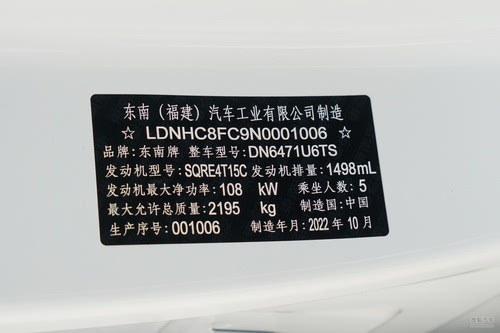 东南（福建）汽车工业有限公司制造
☆ LDNHC8FC9N0001006 ☆
品牌:东南牌 整车型号:DN6471U6TS
发动机型号:SQRE4T15C 发动机排量:1498mL
发动机最大净功率:108 kW 乘坐人数:5
最大允许总质量:2195 kg 制造国:中国
生产序号:001006 制造年月:2022 年 10 月